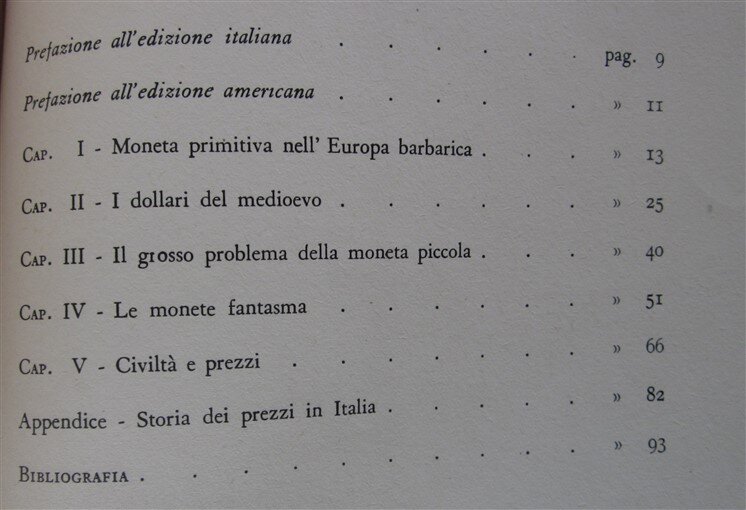 Prefazione all'edizione italiana . . . . . pag. 9
Prefazione all'edizione americana . . . . . » 11
Cap. I - Moneta primitiva nell' Europa barbarica . . . » 13
Cap. II - I dollari del medioevo . . . . . » 25
Cap. III - Il grosso problema della moneta piccola . . . » 40
Cap. IV - Le monete fantasma . . . . . » 51
Cap. V - Civiltà e prezzi . . . . . . » 66
Appendice - Storia dei prezzi in Italia . . . . . » 82
Bibliografia . . . . . . . . . » 93